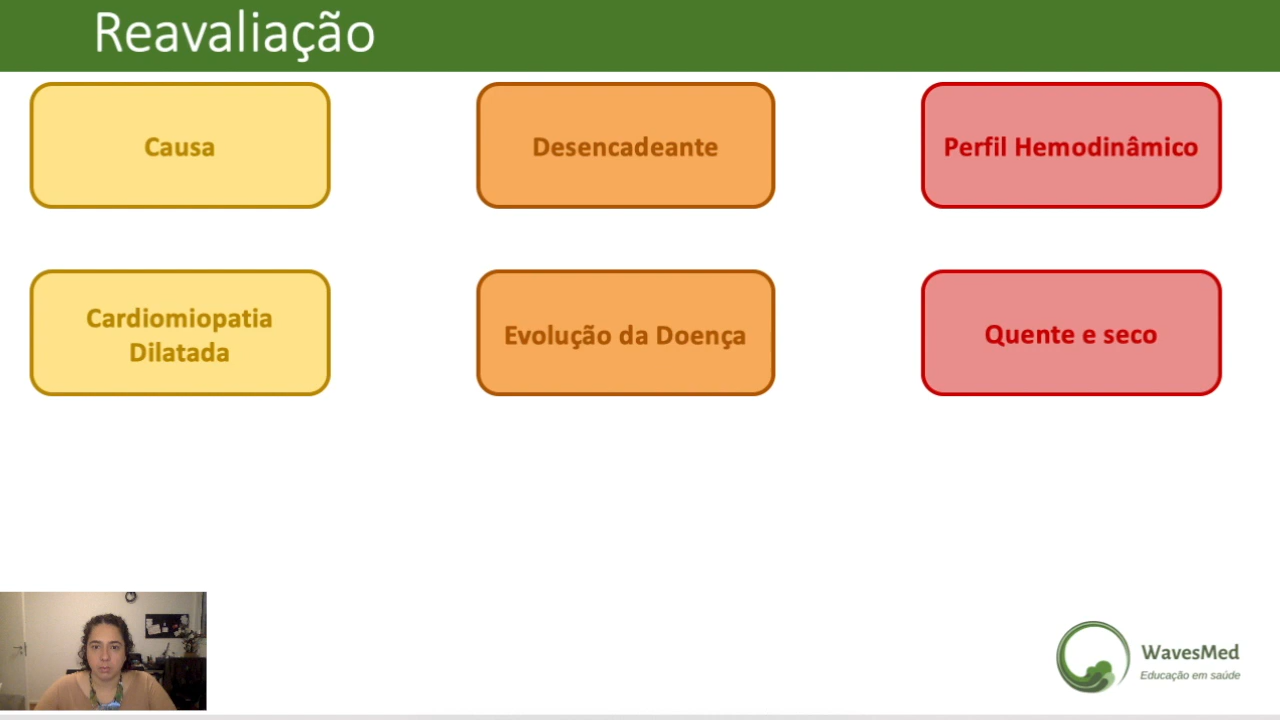 Reavaliação
Causa
Desencadeante
Perfil Hemodinâmico
Cardiomiopatia
Dilatada
Evolução da Doença
Quente e seco
WavesMed
Educação em saúde